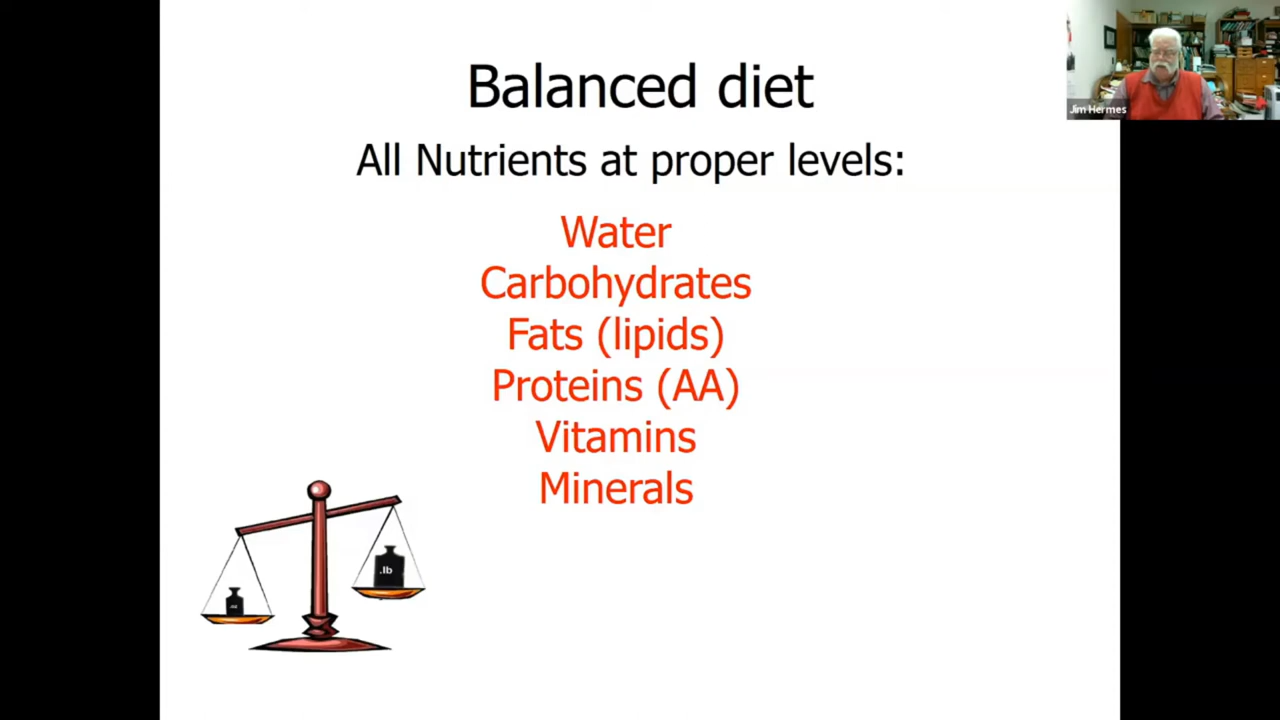 Balanced diet
All Nutrients at proper levels:
Water
Carbohydrates
Fats (lipids)
Proteins (AA)
Vitamins
Minerals
Jim Hermes
.lb